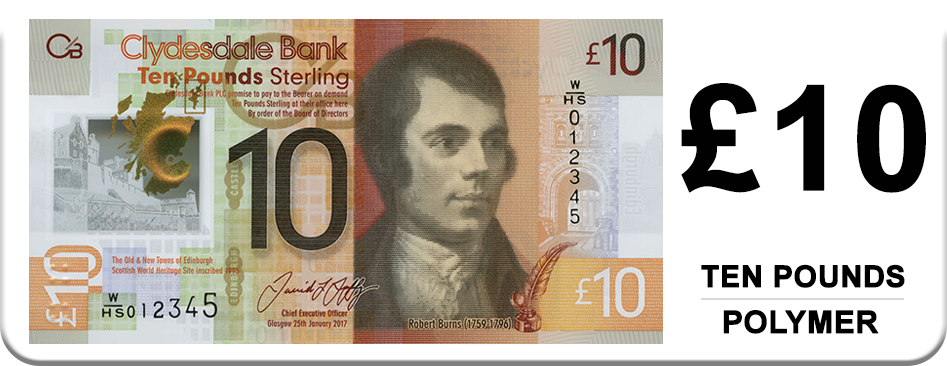 CB
Clydesdale Bank
Ten Pounds Sterling
Clydesdale Bank PLC promise to pay to the Bearer on demand
Ten Pounds Sterling at their office here
By order of the Board of Directors
10
CASTLE
EDINBURGH
The Old & New Towns of Edinburgh
Scottish World Heritage Site inscribed 1995
£10
W/HS 012345
Chief Executive Officer
Glasgow 25th January 2017
£10
W/HS 012345
Edinburgh
£10
Robert Burns (1759-1796)
£10
TEN POUNDS
POLYMER